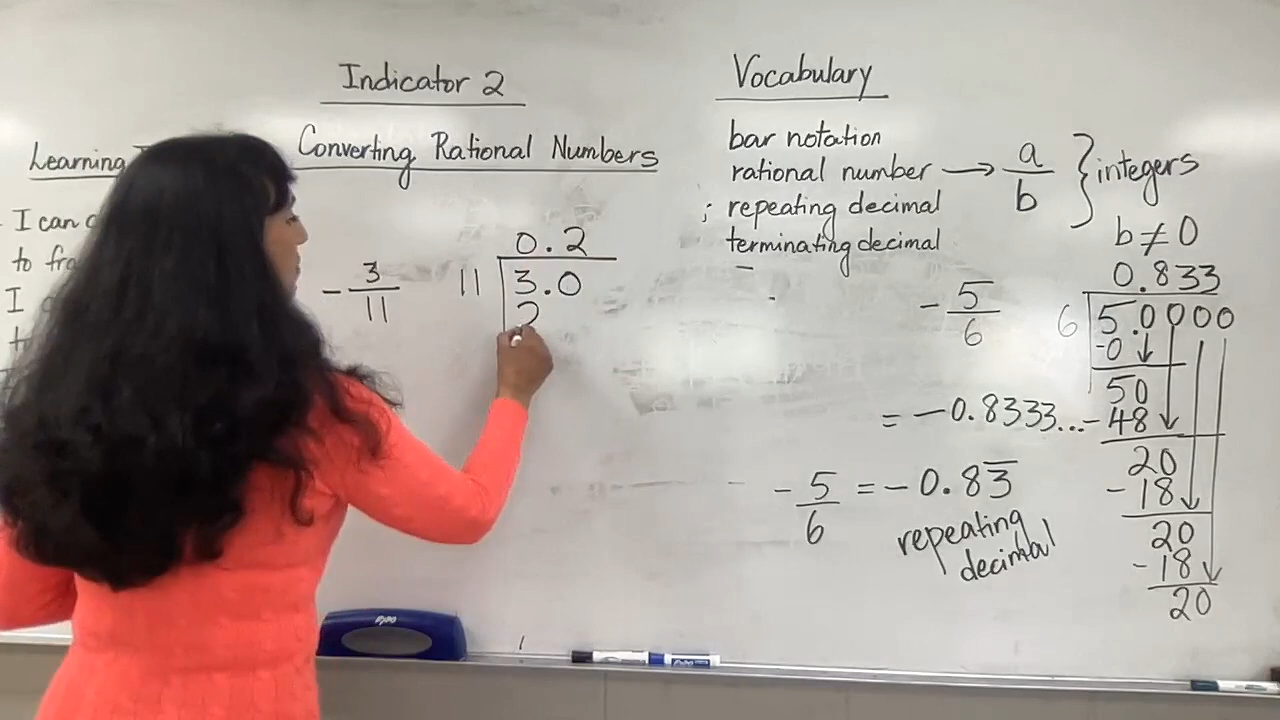 Indicator 2
Learning
Converting Rational Numbers
I can
to
I
- 3/11
0.2
11 3.0
2
Vocabulary
bar notation
rational number → a/b } integers
; repeating decimal
terminating decimal
b ≠ 0
- 5/6
0.833
6 5.0000
-0
50
-48
20
-18
20
-18
20
= -0.8333...
- 5/6 = -0.83̅
repeating
decimal
EXPO